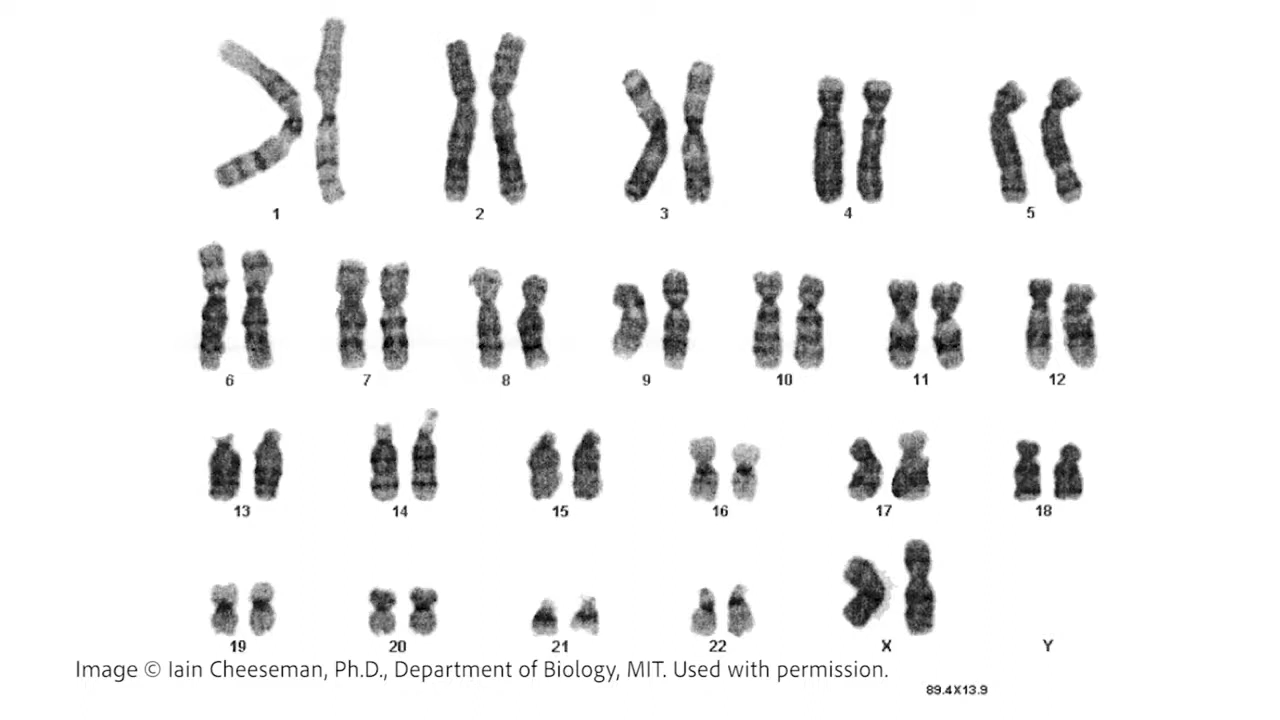 1 2 3 4 5
6 7 8 9 10 11 12
13 14 15 16 17 18
19 20 21 22 X Y
Image © Iain Cheeseman, Ph.D., Department of Biology, MIT. Used with permission.
89.4X13.9